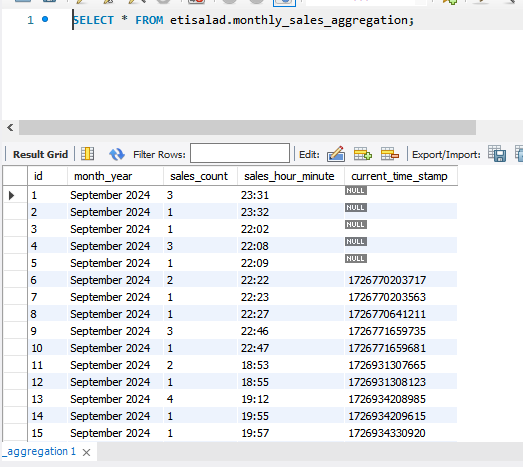 1 SELECT * FROM etisalad.monthly_sales_aggregation;
Result Grid Filter Rows: Edit: Export/Import:
id month_year sales_count sales_hour_minute current_time_stamp
1 September 2024 3 23:31 NULL
2 September 2024 1 23:32 NULL
3 September 2024 1 22:02 NULL
4 September 2024 3 22:08 NULL
5 September 2024 1 22:09 NULL
6 September 2024 2 22:22 1726770203717
7 September 2024 1 22:23 1726770203563
8 September 2024 1 22:27 1726770641211
9 September 2024 3 22:46 1726771659735
10 September 2024 1 22:47 1726771659681
11 September 2024 2 18:53 1726931307665
12 September 2024 1 18:55 1726931308123
13 September 2024 4 19:12 1726934208985
14 September 2024 1 19:55 1726934209615
15 September 2024 1 19:57 1726934330920
_aggregation 1